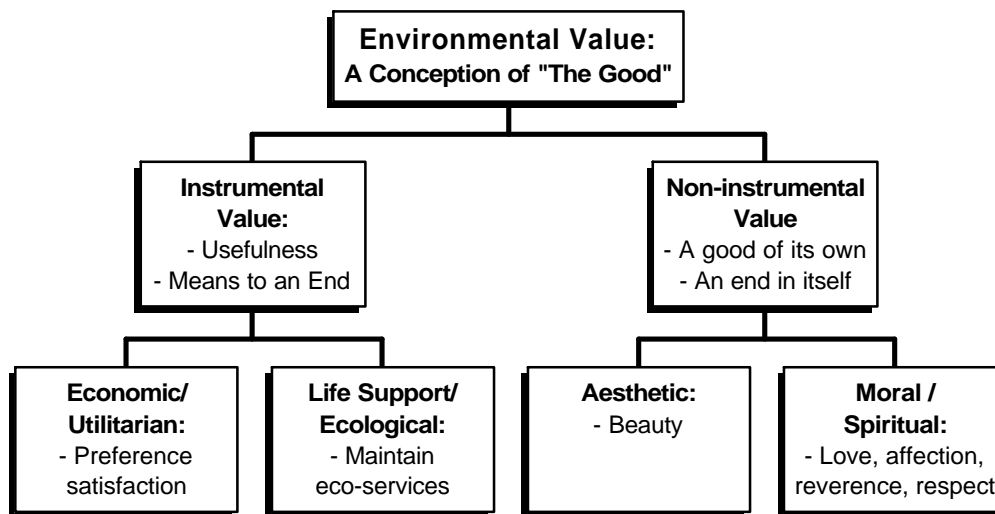 Environmental Value:
A Conception of "The Good"
Instrumental
Value:
- Usefulness
- Means to an End
Non-instrumental
Value
- A good of its own
- An end in itself
Economic/
Utilitarian:
- Preference
satisfaction
Life Support/
Ecological:
- Maintain
eco-services
Aesthetic:
- Beauty
Moral /
Spiritual:
- Love, affection,
reverence, respect